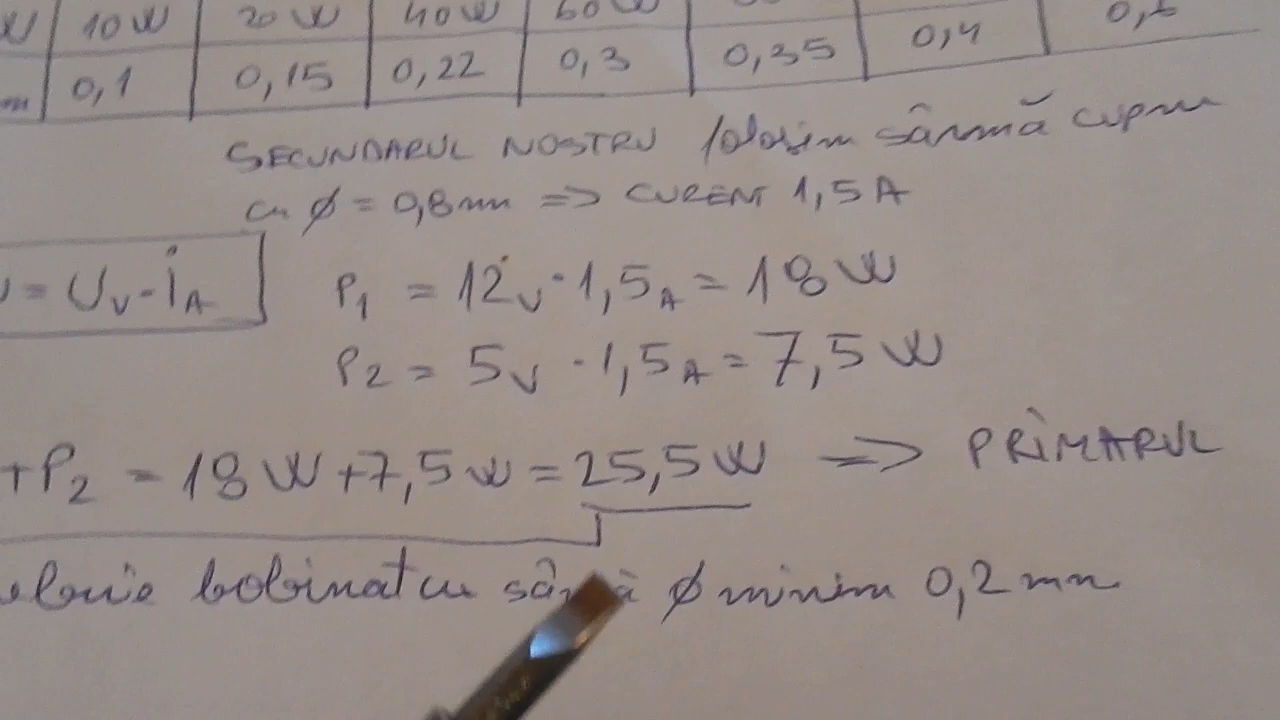 W 10W 20W 40W 60W
0,1 0,15 0,22 0,3 0,35 0,4 0,5
SECUNDARUL NOSTRU folosim sârmă cupru
cu ø = 0,8mm => CURENT 1,5A
= UV·iA P1 = 12V·1,5A = 18W
P2 = 5V·1,5A = 7,5W
+P2 = 18W+7,5W = 25,5W => PRIMARUL
bobinat cu sârmă ø minim 0,2mm